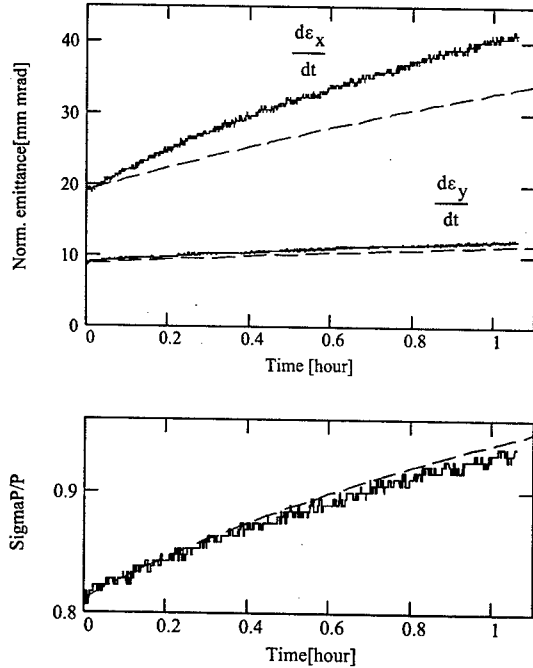 40
30
20
10
0
Norm. emittance[mm mrad]
dεx
dt
dεy
dt
0 0.2 0.4 0.6 0.8 1
Time [hour]
0.9
0.8
SigmaP/P
0 0.2 0.4 0.6 0.8 1
Time[hour]